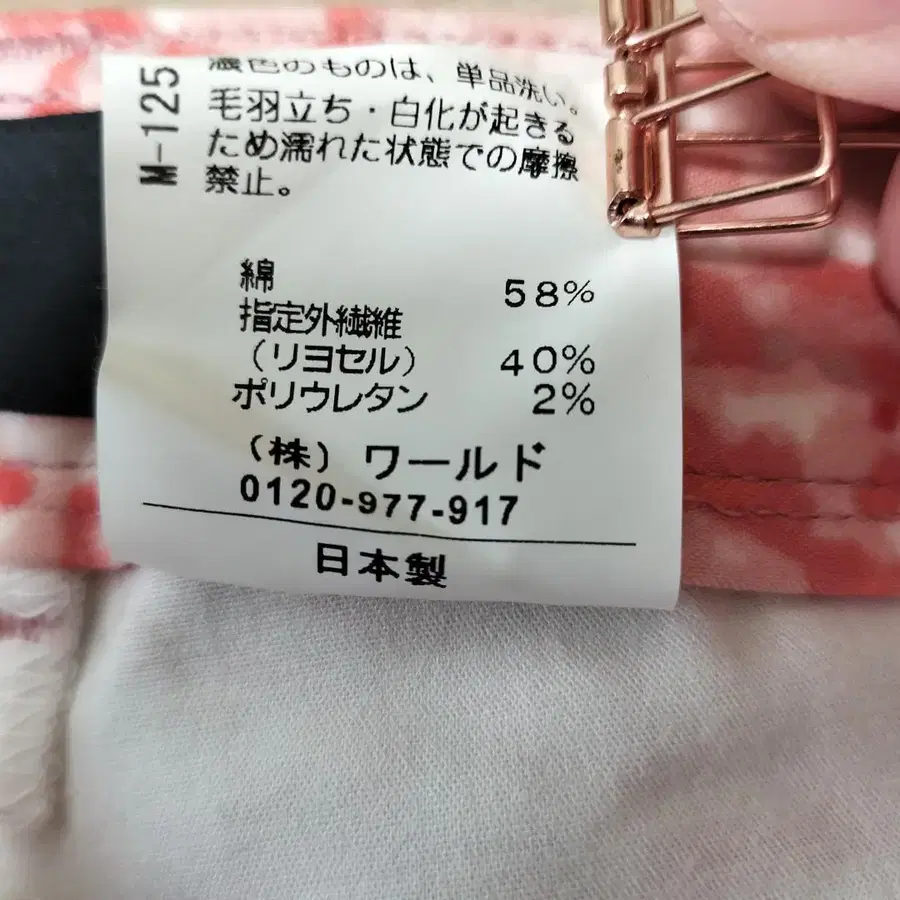 濃色のものは、単品洗い。
毛羽立ち・白化が起きる
ため濡れた状態での摩擦
禁止。
M-125
綿 58%
指定外繊維
（リヨセル） 40%
ポリウレタン 2%
（株）ワールド
0120-977-917
日本製